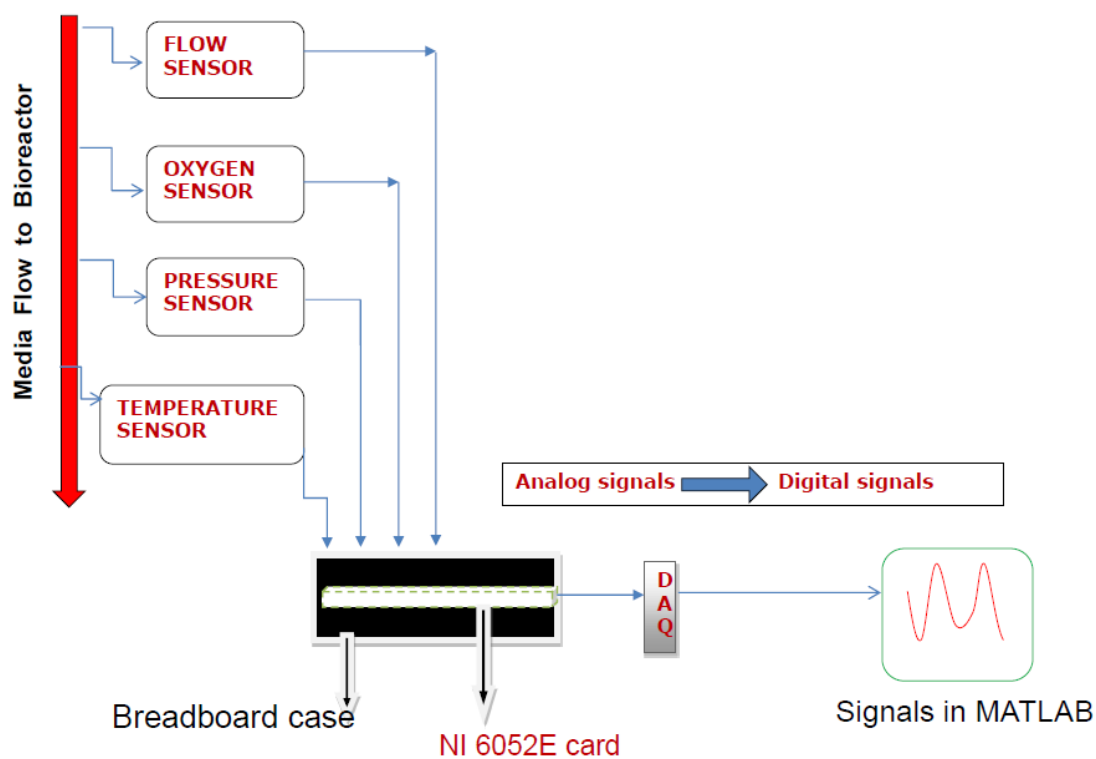 Media Flow to Bioreactor
FLOW
SENSOR
OXYGEN
SENSOR
PRESSURE
SENSOR
TEMPERATURE
SENSOR
Analog signals Digital signals
D
A
Q
Breadboard case
NI 6052E card
Signals in MATLAB